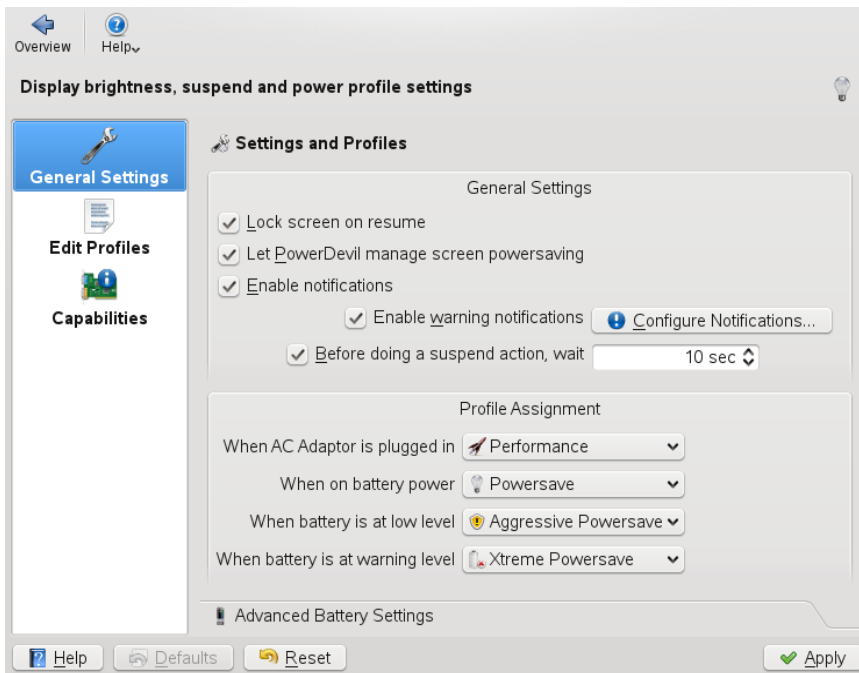 Overview Help
Display brightness, suspend and power profile settings
General Settings
Edit Profiles
Capabilities
Settings and Profiles
General Settings
Lock screen on resume
Let PowerDevil manage screen powersaving
Enable notifications
Enable warning notifications Configure Notifications...
Before doing a suspend action, wait 10 sec
Profile Assignment
When AC Adaptor is plugged in Performance
When on battery power Powersave
When battery is at low level Aggressive Powersave
When battery is at warning level Xtreme Powersave
Advanced Battery Settings
Help Defaults Reset Apply